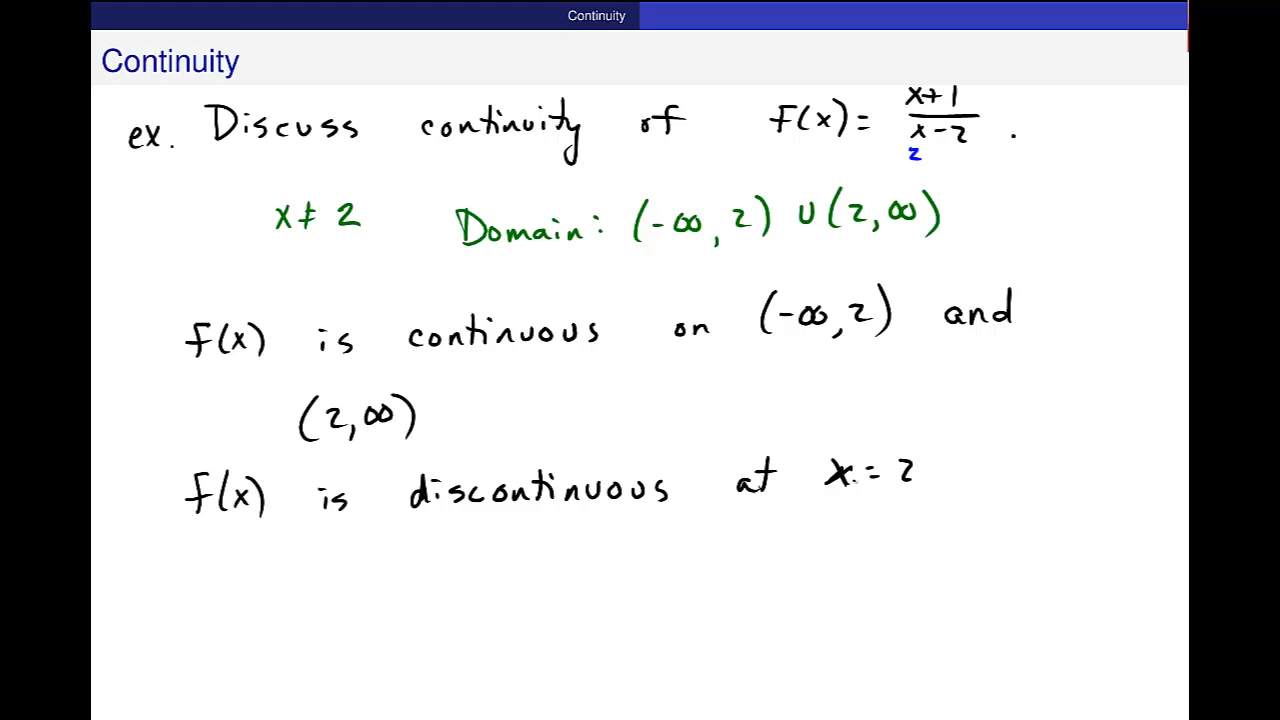 Continuity
Continuity
ex. Discuss continuity of f(x) = x+1 / x-2 .
2
x ≠ 2 Domain: (-∞, 2) ∪ (2, ∞)
f(x) is continuous on (-∞, 2) and
(2, ∞)
f(x) is discontinuous at x = 2